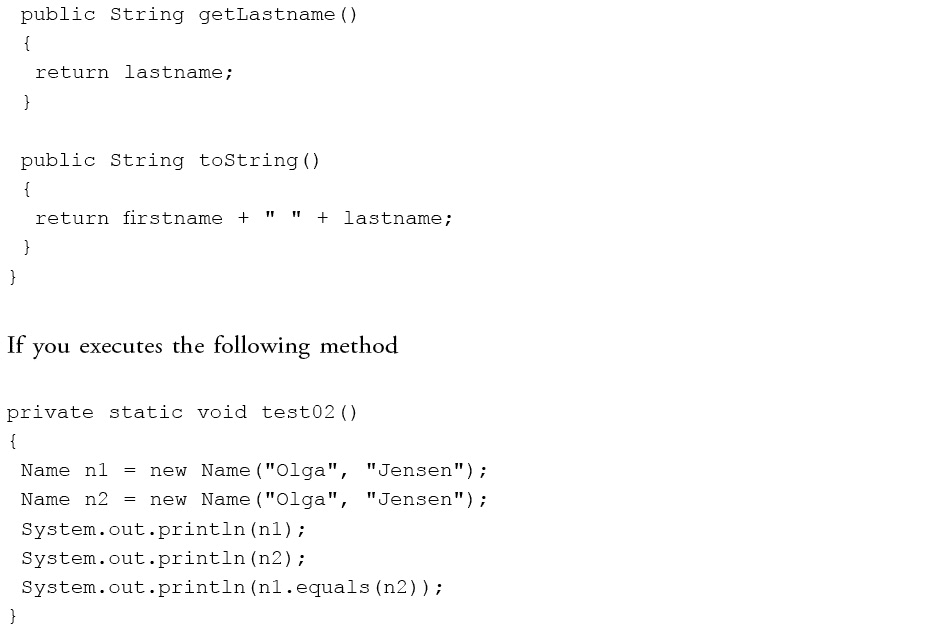 public String getLastname()
{
return lastname;
}
public String toString()
{
return firstname + " " + lastname;
}
}
If you executes the following method
private static void test02()
{
Name n1 = new Name("Olga", "Jensen");
Name n2 = new Name("Olga", "Jensen");
System.out.println(n1);
System.out.println(n2);
System.out.println(n1.equals(n2));
}